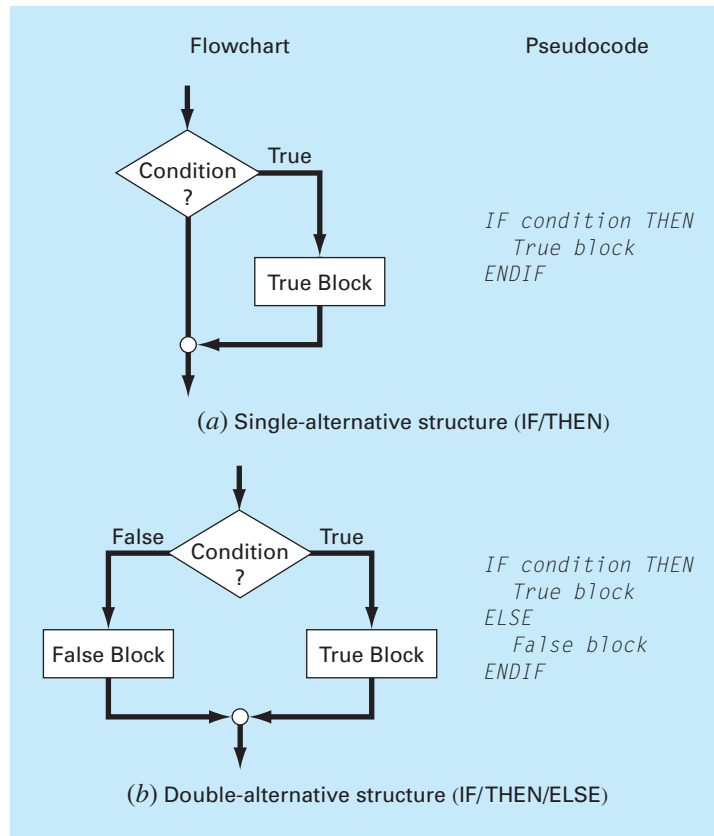 Flowchart
Pseudocode
True
Condition
?
True Block
IF condition THEN
True block
ENDIF
(a) Single-alternative structure (IF/THEN)
False
True
Condition
?
False Block
True Block
IF condition THEN
True block
ELSE
False block
ENDIF
(b) Double-alternative structure (IF/THEN/ELSE)